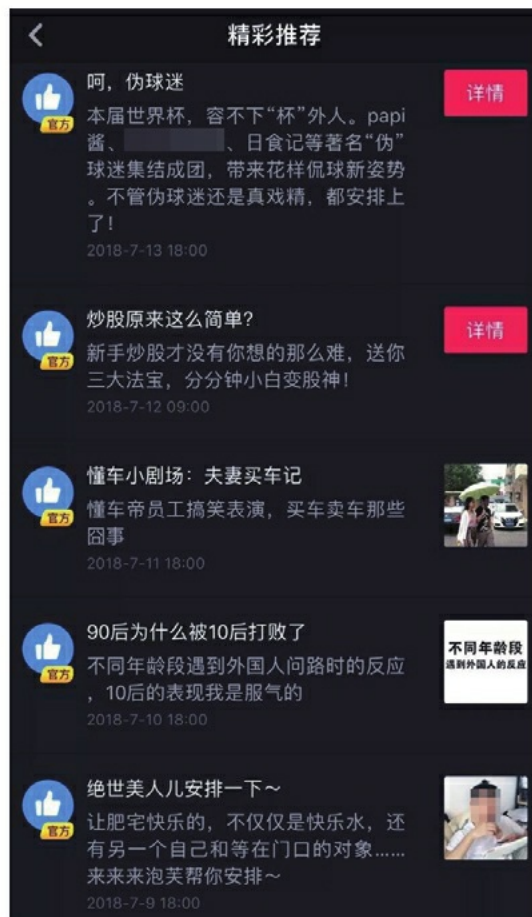 精彩推荐
呵，伪球迷
详情
本届世界杯，容不下“杯”外人。papi
酱、、日食记等著名“伪”
球迷集结成团，带来花样侃球新姿势
。不管伪球迷还是真戏精，都安排上
了！
2018-7-13 18:00
官方
炒股原来这么简单？
详情
新手炒股才没有你想的那么难，送你
三大法宝，分分钟小白变股神！
2018-7-12 09:00
官方
懂车小剧场：夫妻买车记
懂车帝员工搞笑表演，买车卖车那些
囧事
2018-7-11 18:00
官方
90后为什么被10后打败了
不同年龄段遇到外国人问路时的反应
，10后的表现我是服气的
2018-7-10 18:00
官方
不同年龄段
遇到外国人的反应
绝世美人儿安排一下～
让肥宅快乐的，不仅仅是快乐水，还
有另一个自己和等在门口的对象……
来来来泡芙帮你安排～
2018-7-9 18:00
官方